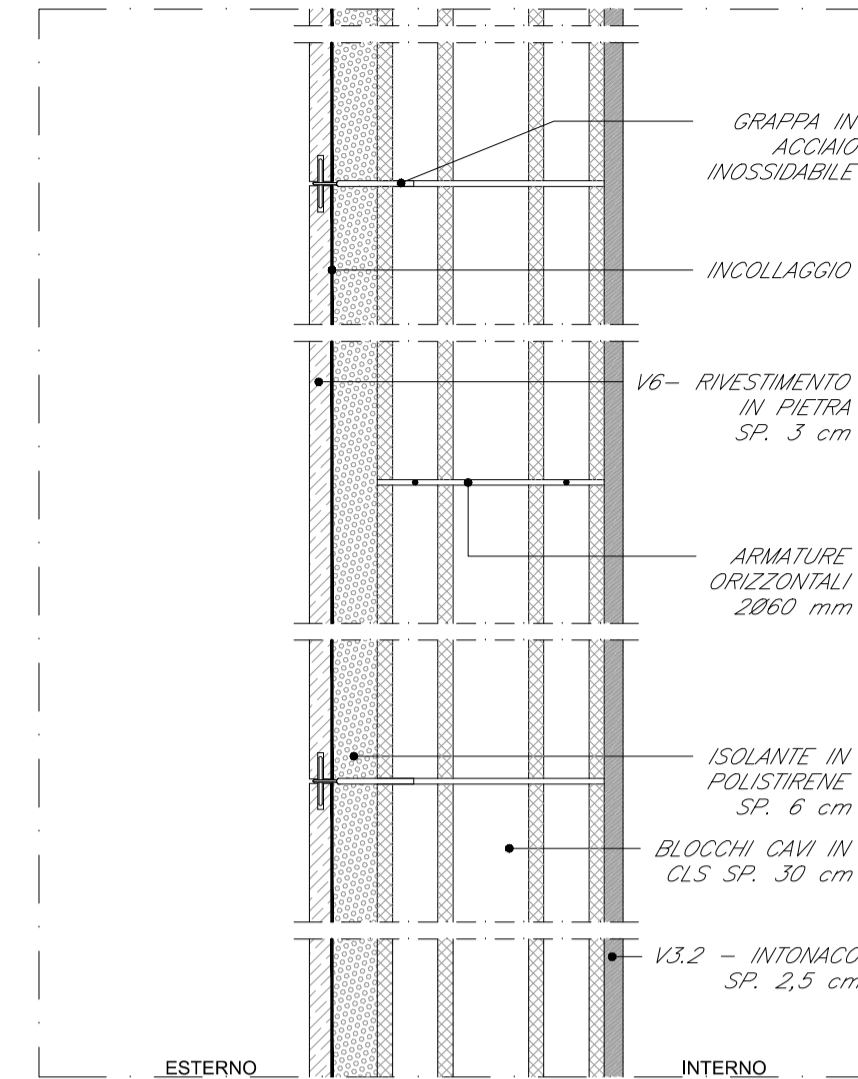 GRAPPA IN
ACCIAIO
INOSSIDABILE
INCOLLAGGIO
V6- RIVESTIMENTO
IN PIETRA
SP. 3 cm
ARMATURE
ORIZZONTALI
2Ø60 mm
ISOLANTE IN
POLISTIRENE
SP. 6 cm
BLOCCHI CAVI IN
CLS SP. 30 cm
V3.2 - INTONACO
SP. 2,5 cm
ESTERNO
INTERNO